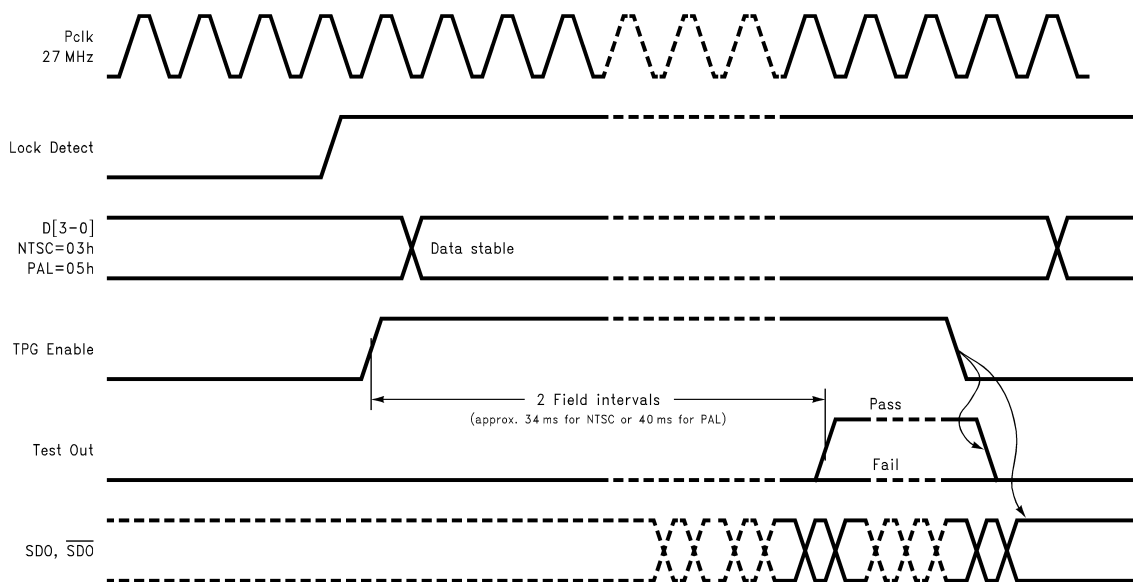 Pclk
27 MHz
Lock Detect
D[3-0]
NTSC=03h
PAL=05h
Data stable
TPG Enable
2 Field intervals
(approx. 34 ms for NTSC or 40 ms for PAL)
Pass
Test Out
Fail
SDO, SDO